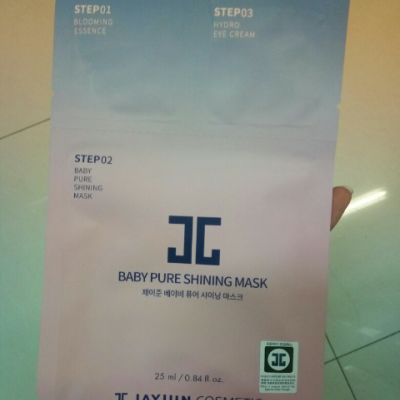 STEP01
BLOOMING
ESSENCE
STEP03
HYDRO
EYE CREAM
STEP02
BABY
PURE
SHINING
MASK
BABY PURE SHINING MASK
제이준 베이비 퓨어 샤이닝 마스크
25 ml / 0.84 fl oz.
JAYJUN COSMETIC